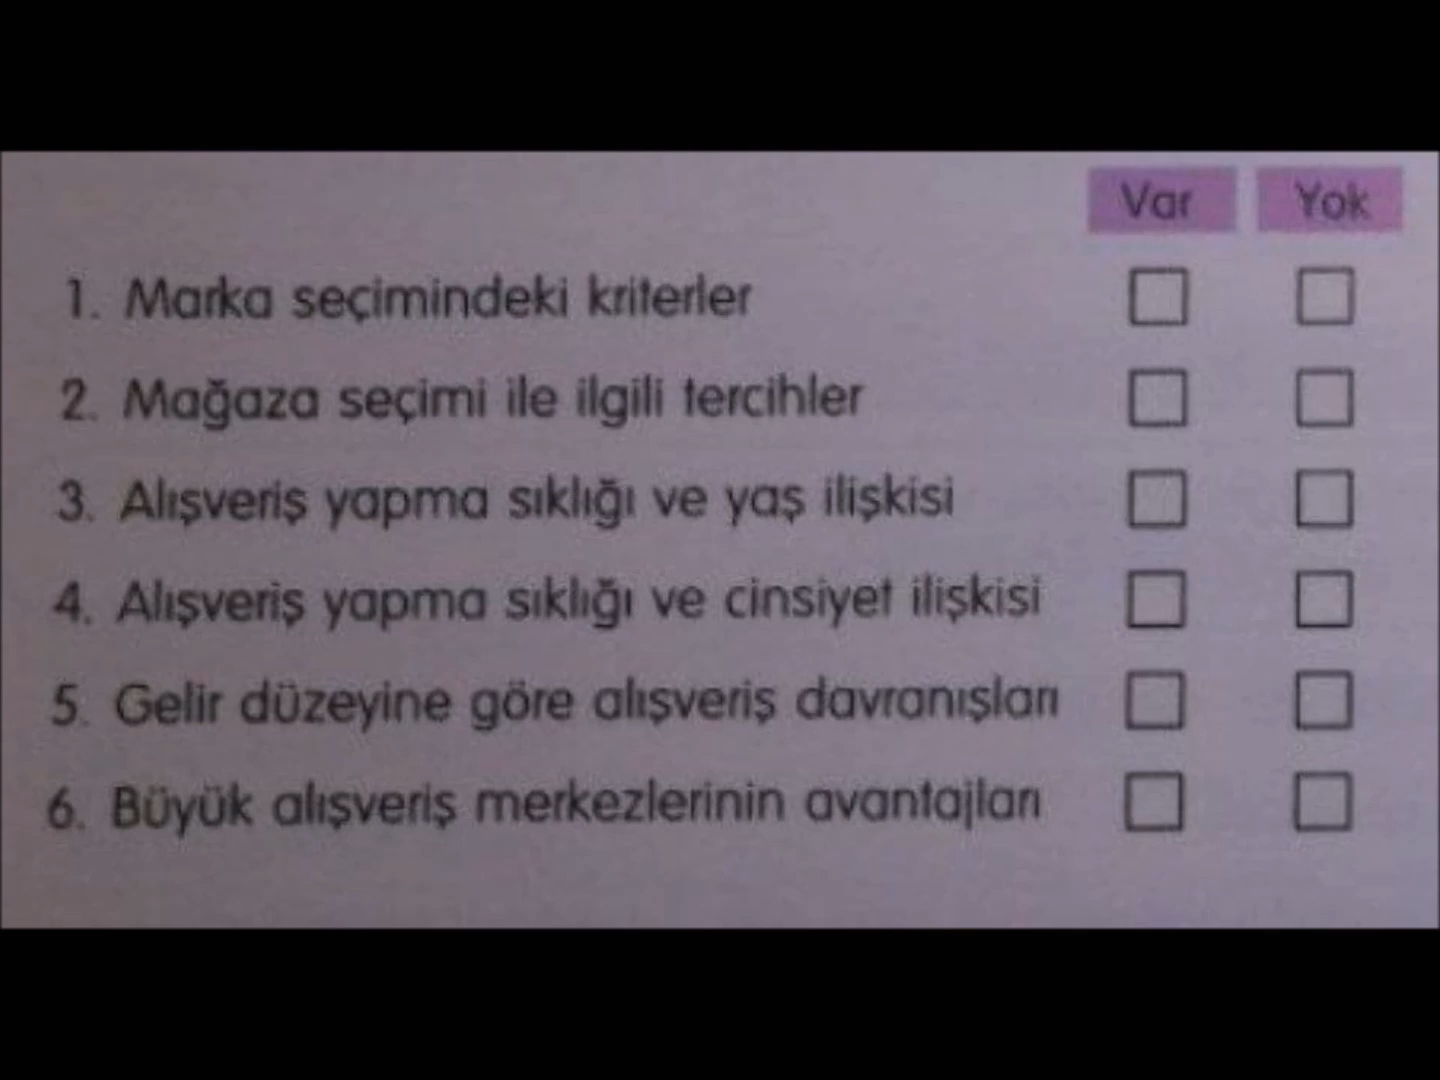 Var Yok
1. Marka seçimindeki kriterler
2. Mağaza seçimi ile ilgili tercihler
3. Alışveriş yapma sıklığı ve yaş ilişkisi
4. Alışveriş yapma sıklığı ve cinsiyet ilişkisi
5. Gelir düzeyine göre alışveriş davranışları
6. Büyük alışveriş merkezlerinin avantajları